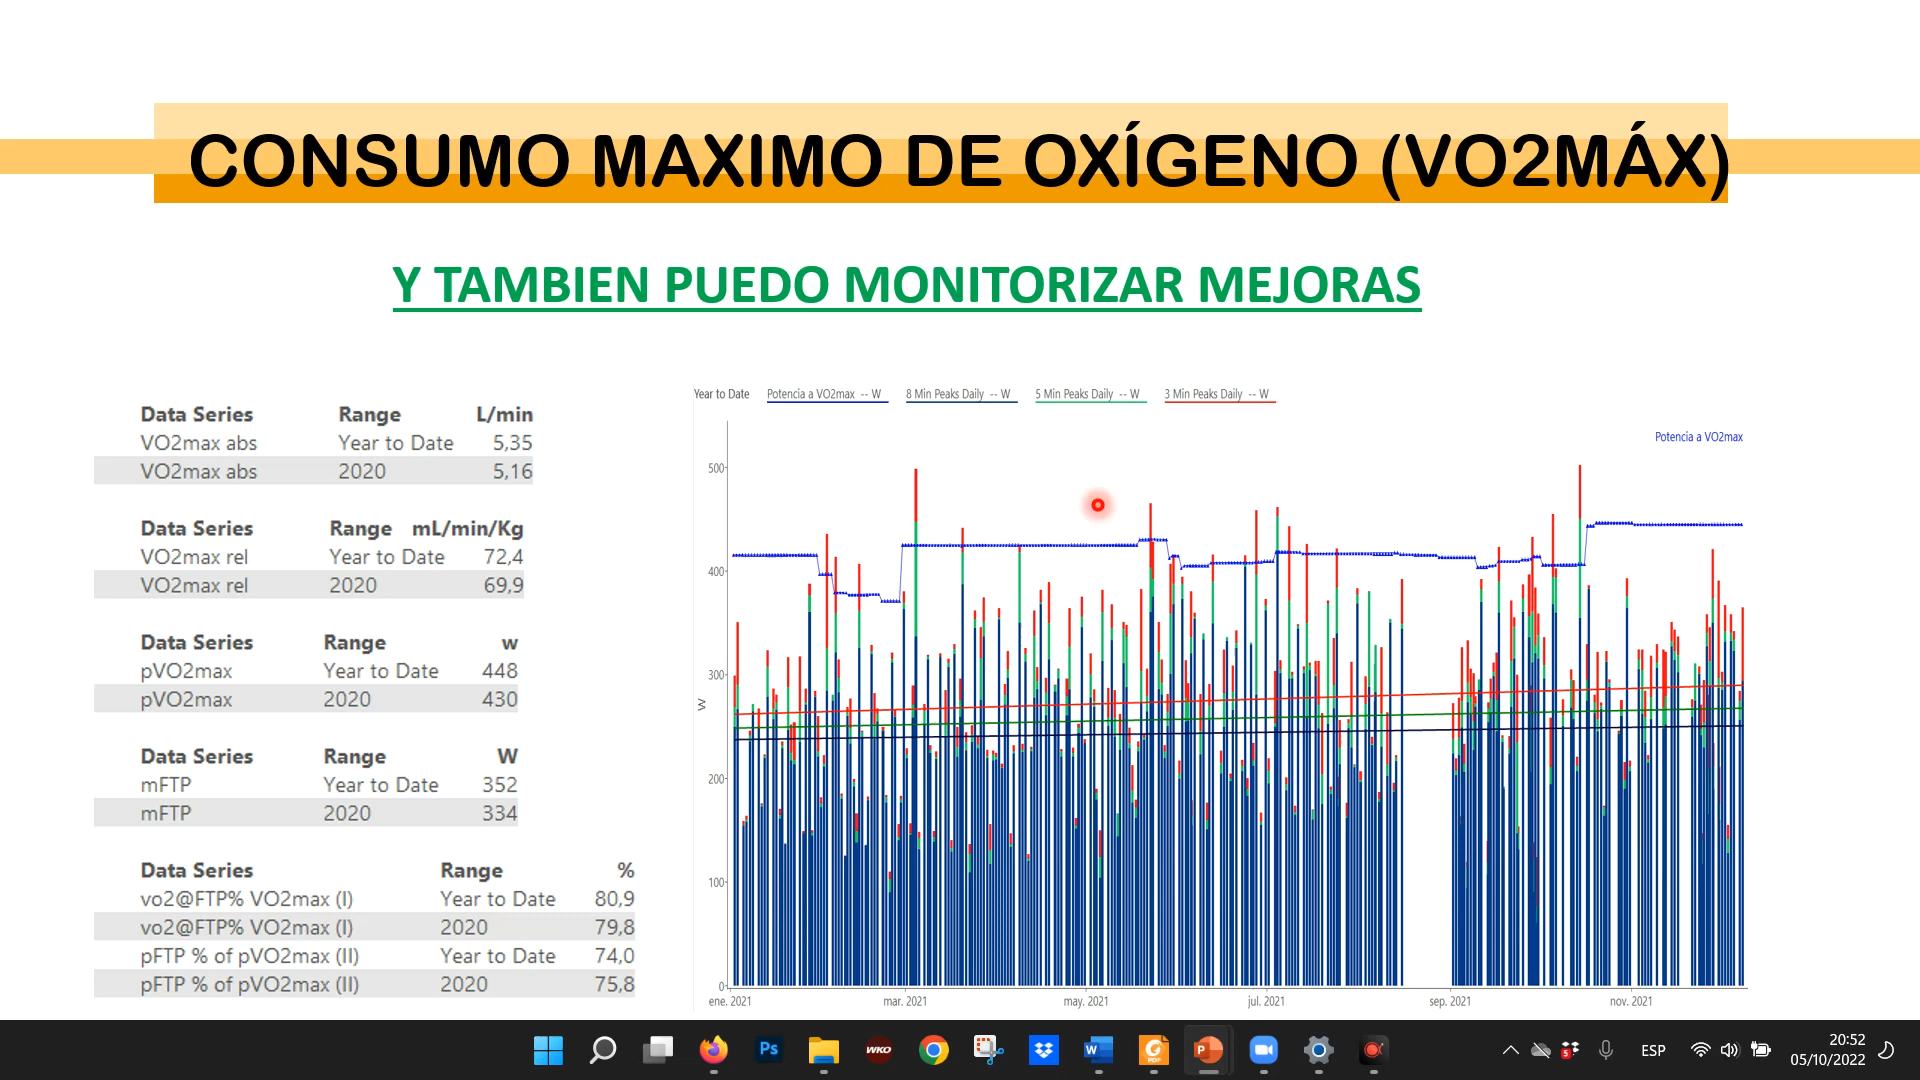 CONSUMO MAXIMO DE OXÍGENO (VO2MÁX)
Y TAMBIEN PUEDO MONITORIZAR MEJORAS
Data Series Range L/min
VO2max abs Year to Date 5,35
VO2max abs 2020 5,16
Data Series Range mL/min/Kg
VO2max rel Year to Date 72,4
VO2max rel 2020 69,9
Data Series Range w
pVO2max Year to Date 448
pVO2max 2020 430
Data Series Range W
mFTP Year to Date 352
mFTP 2020 334
Data Series Range %
vo2@FTP% VO2max (I) Year to Date 80,9
vo2@FTP% VO2max (I) 2020 79,8
pFTP % of pVO2max (II) Year to Date 74,0
pFTP % of pVO2max (II) 2020 75,8
Year to Date Potencia a VO2max -- W 8 Min Peaks Daily -- W 5 Min Peaks Daily -- W 3 Min Peaks Daily -- W
Potencia a VO2max
500
400
300
W
200
100
0
ene. 2021 mar. 2021 may. 2021 jul. 2021 sep. 2021 nov. 2021
Ps WKO W PDF P 5 ESP
20:52
05/10/2022